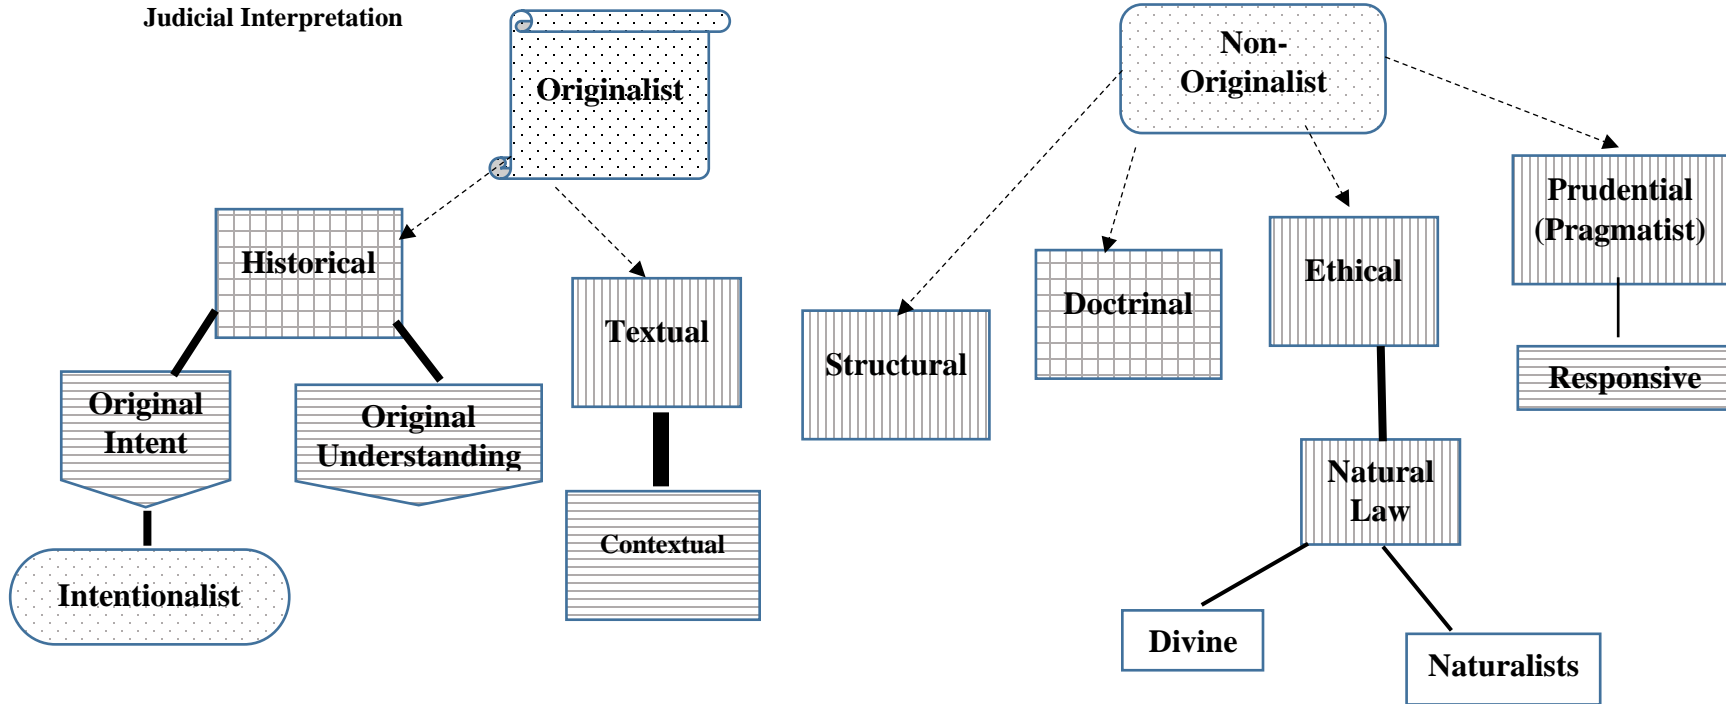 Judicial Interpretation
Originalist
Historical
Textual
Original
Intent
Original
Understanding
Contextual
Intentionalist
Non-
Originalist
Structural
Doctrinal
Ethical
Prudential
(Pragmatist)
Responsive
Natural
Law
Divine
Naturalists